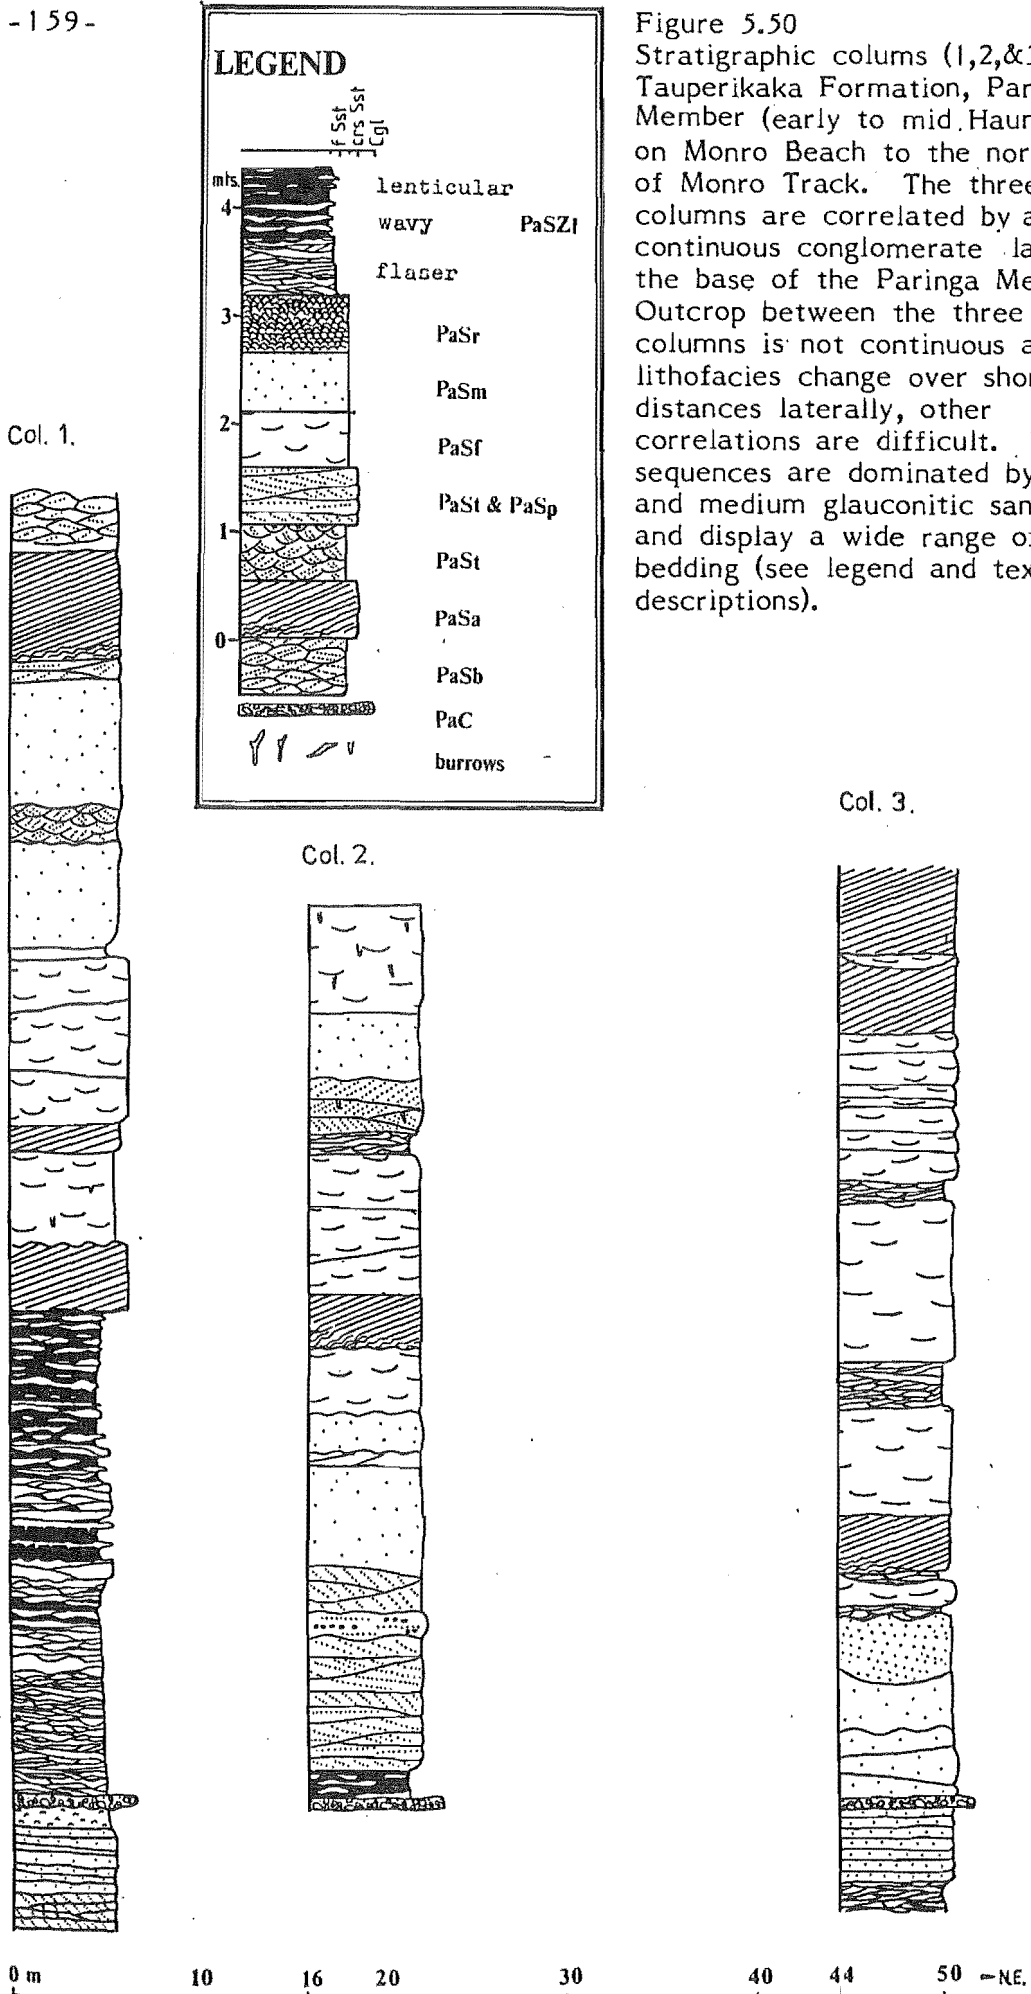 -159-
LEGEND
f Sst
crs Sst
Cgl
mts.
4
3
2
1
0
lenticular
wavy PaSZf
flaser
PaSr
PaSm
PaSf
PaSt & PaSp
PaSt
PaSa
PaSb
PaC
burrows
Figure 5.50
Stratigraphic colums (1,2,&
Tauperikaka Formation, Par
Member (early to mid.Haum
on Monro Beach to the nor
of Monro Track. The three
columns are correlated by a
continuous conglomerate la
the base of the Paringa Me
Outcrop between the three
columns is not continuous a
lithofacies change over shor
distances laterally, other
correlations are difficult.
sequences are dominated by
and medium glauconitic san
and display a wide range o
bedding (see legend and tex
descriptions).
Col. 1.
Col. 2.
Col. 3.
0 m 10 16 20 30 40 44 50 N.E.